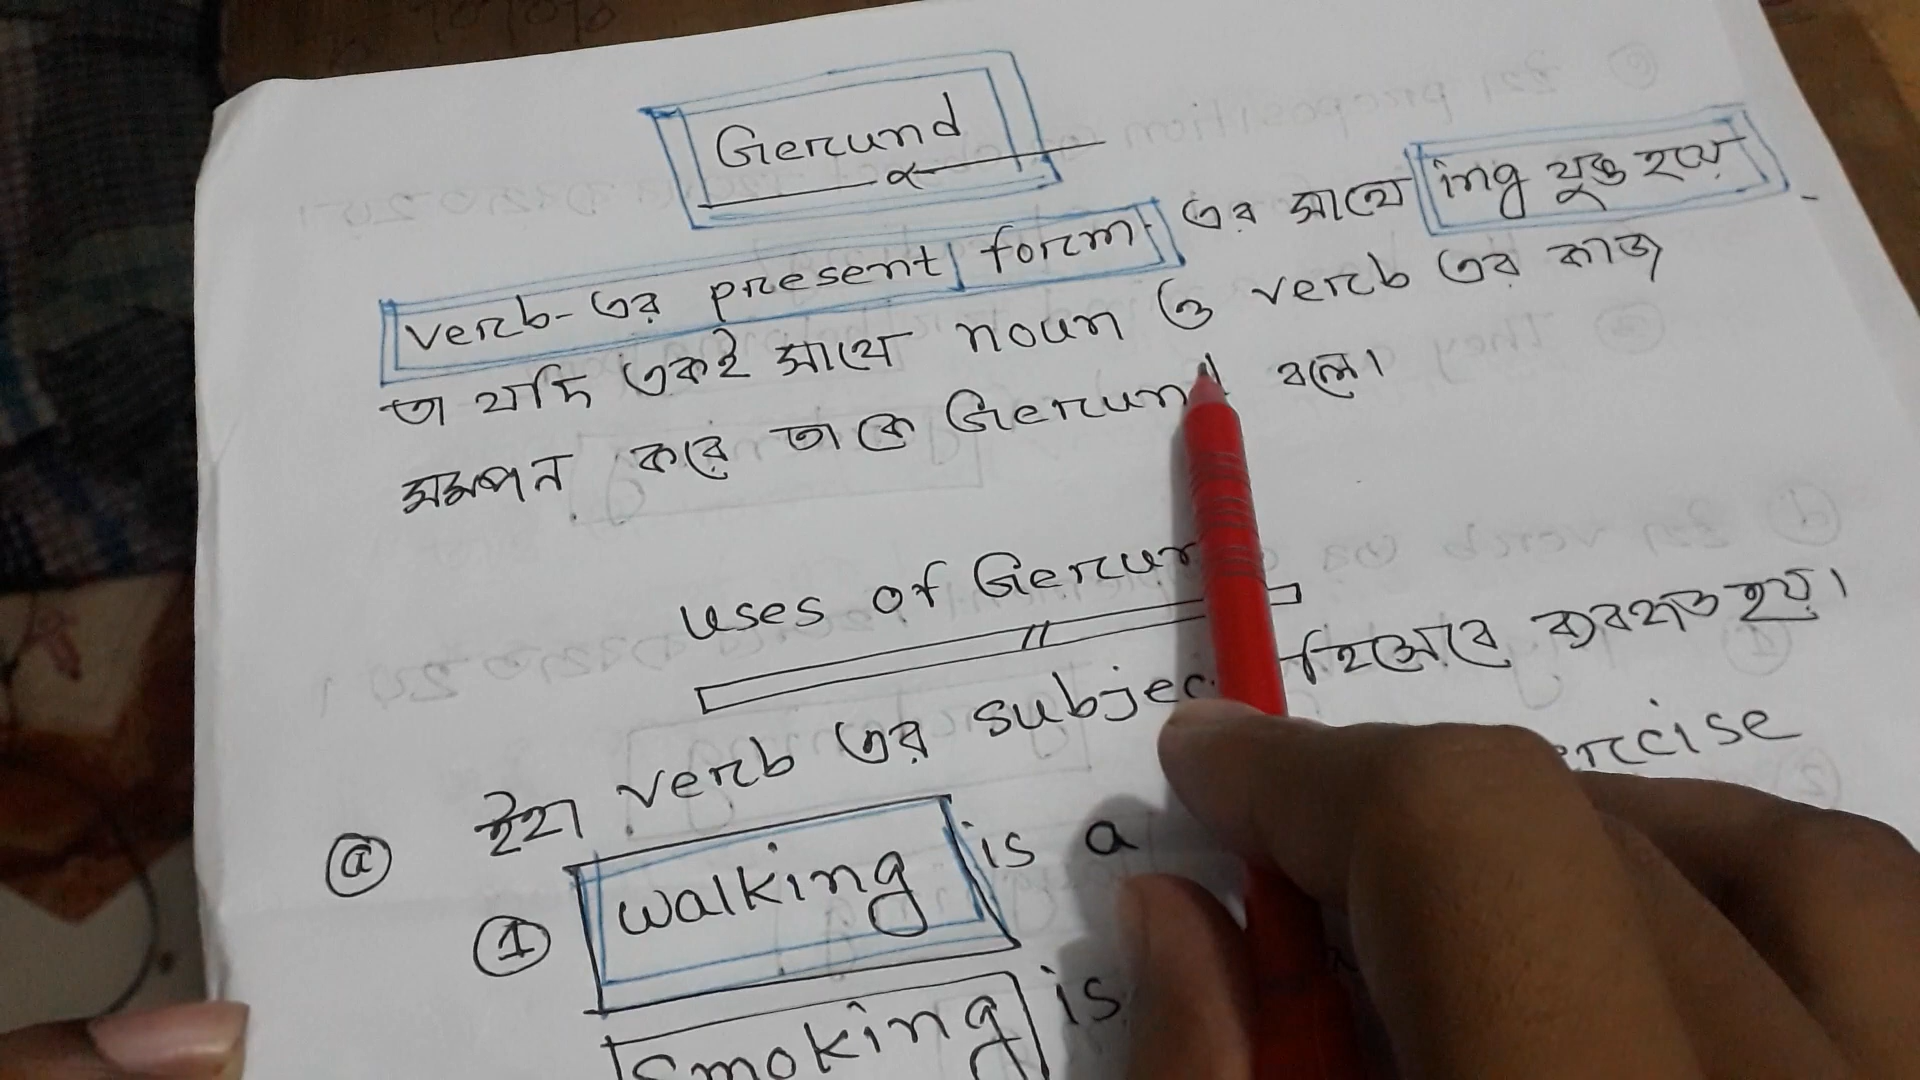 Gerund
verb-এর present form এর সাথে ing যুক্ত হয়ে
তা যদি একই সাথে noun ও verb এর কাজ
সম্পন্ন করে তাকে Gerund বলে।
uses of Gerun
@ ইহা verb এর subjec হিসেবে ব্যবহৃত হয়।
① walking is a ercise
Smoking is